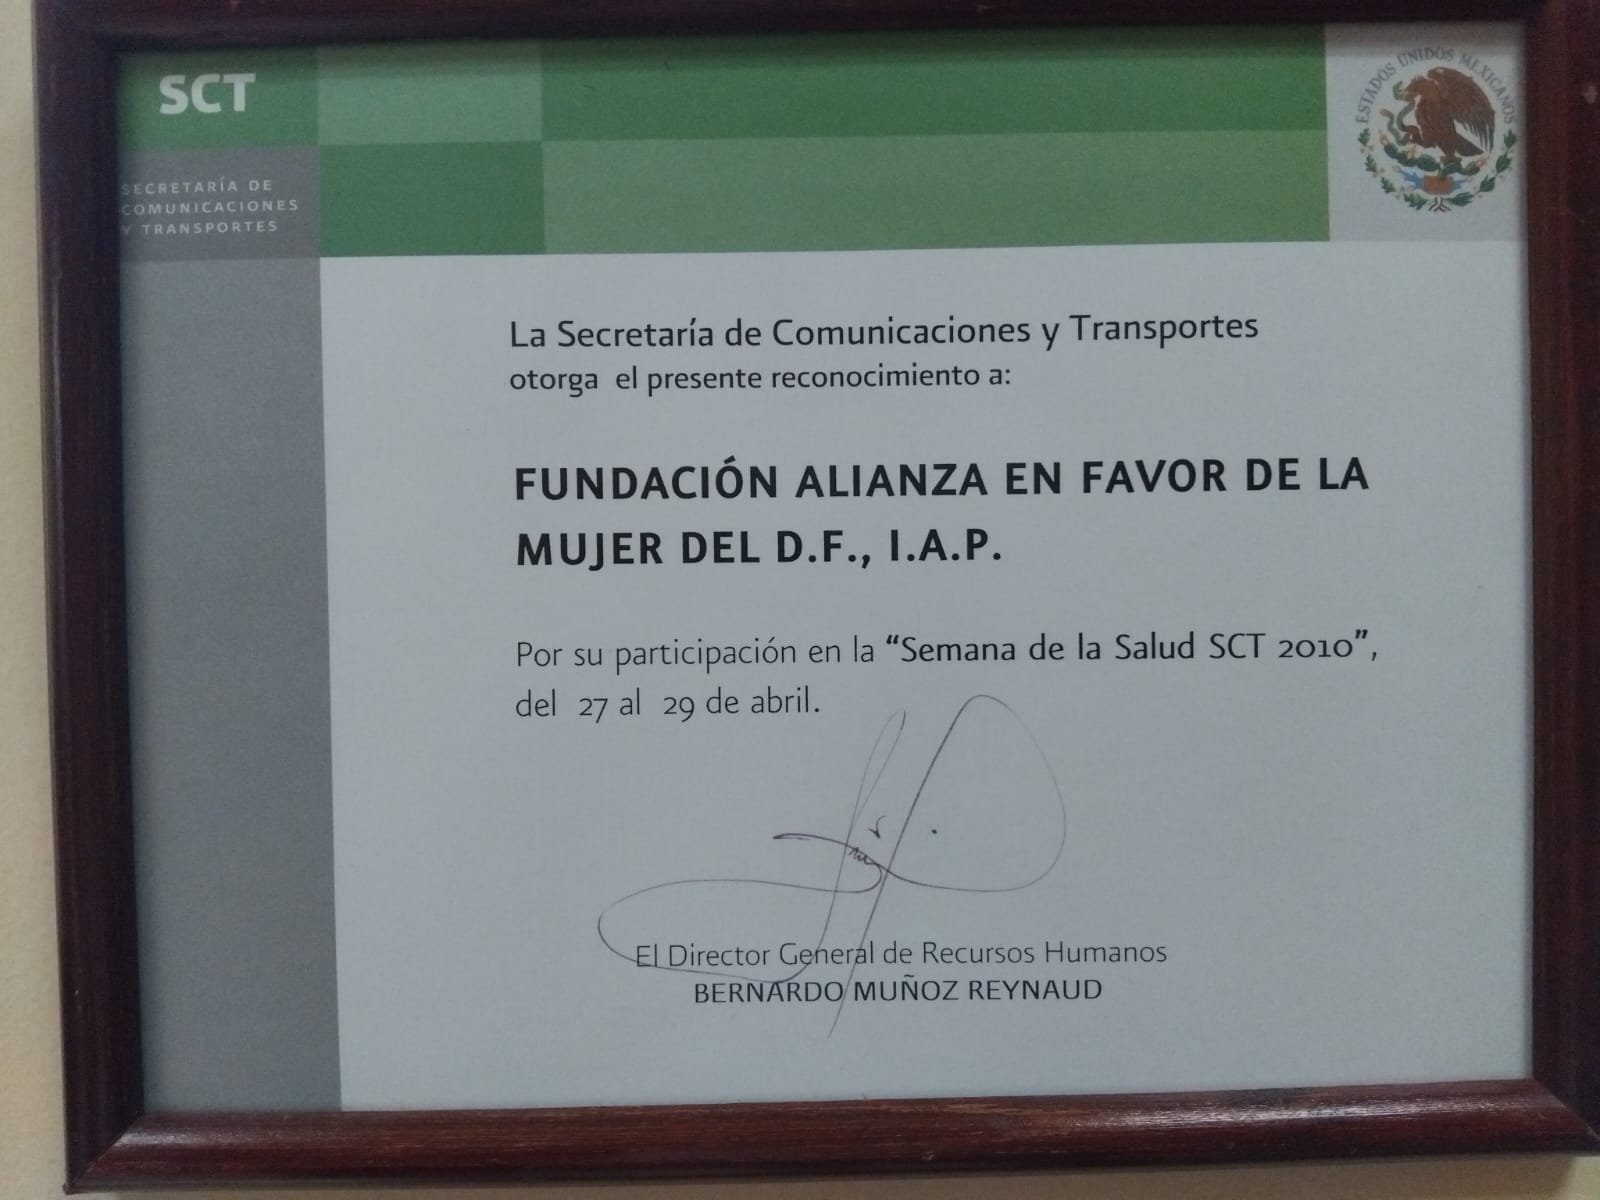 SCT
SECRETARÍA DE
COMUNICACIONES
Y TRANSPORTES
ESTADOS UNIDOS MEXICANOS
La Secretaría de Comunicaciones y Transportes
otorga el presente reconocimiento a:
FUNDACIÓN ALIANZA EN FAVOR DE LA
MUJER DEL D.F., I.A.P.
Por su participación en la “Semana de la Salud SCT 2010”,
del 27 al 29 de abril.
El Director General de Recursos Humanos
BERNARDO MUÑOZ REYNAUD